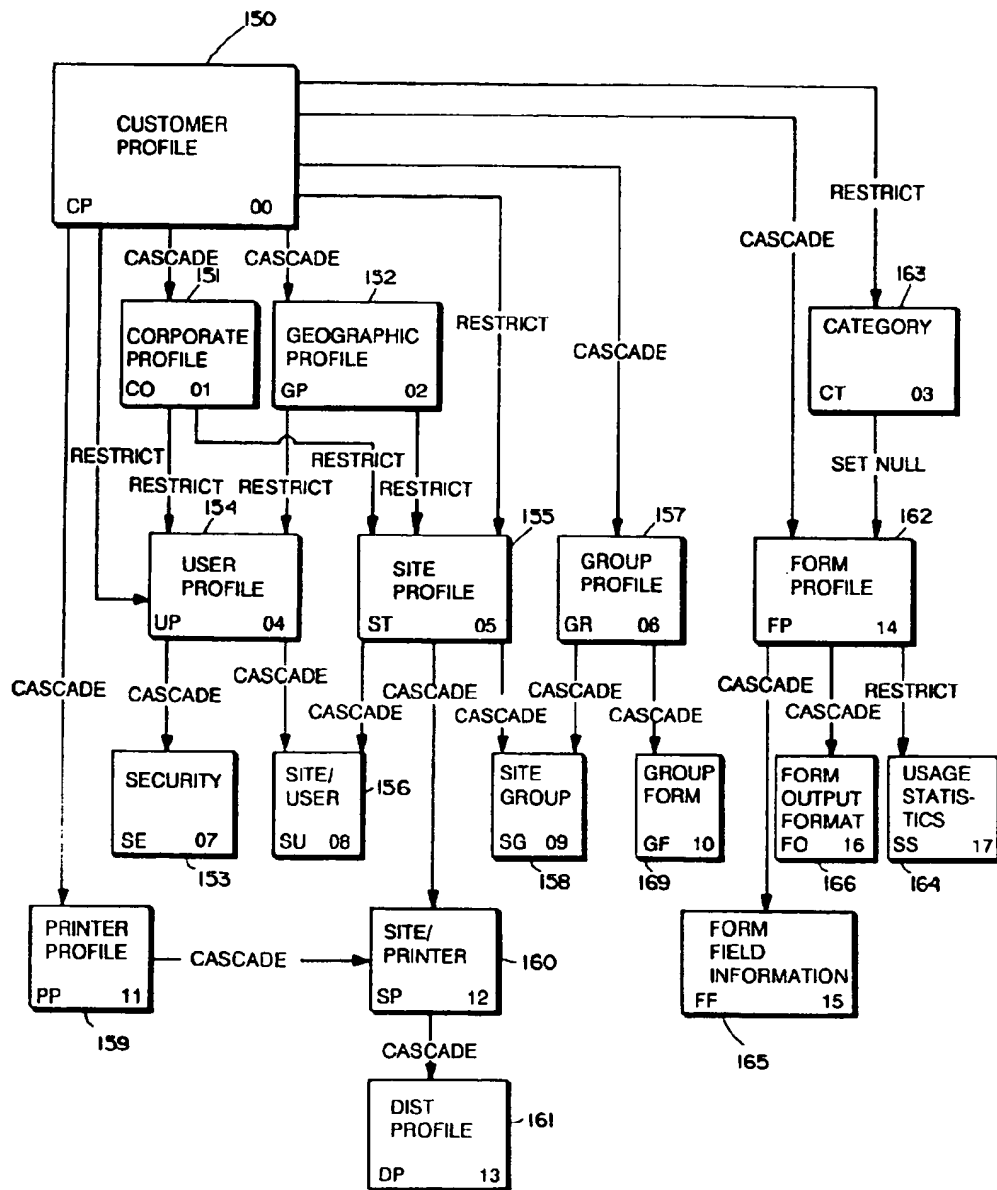 150
CUSTOMER
PROFILE
CP 00
RESTRICT
CASCADE
CASCADE CASCADE
151 152 163
CORPORATE
PROFILE
CO 01
GEOGRAPHIC
PROFILE
GP 02
RESTRICT
CASCADE
CATEGORY
CT 03
RESTRICT
RESTRICT
RESTRICT
RESTRICT
RESTRICT
SET NULL
154 155 157 162
USER
PROFILE
UP 04
SITE
PROFILE
ST 05
GROUP
PROFILE
GR 06
FORM
PROFILE
FP 14
CASCADE
CASCADE
CASCADE
CASCADE
CASCADE
CASCADE
CASCADE
CASCADE
CASCADE
RESTRICT
SECURITY
SE 07
153
SITE/
USER
SU 08
156
SITE
GROUP
SG 09
158
GROUP
FORM
GF 10
169
FORM
OUTPUT
FORMAT
FO 16
166
USAGE
STATIS-
TICS
SS 17
164
PRINTER
PROFILE
PP 11
159
CASCADE
SITE/
PRINTER
SP 12
160
FORM
FIELD
INFORMATION
FF 15
165
CASCADE
DIST
PROFILE
DP 13
161